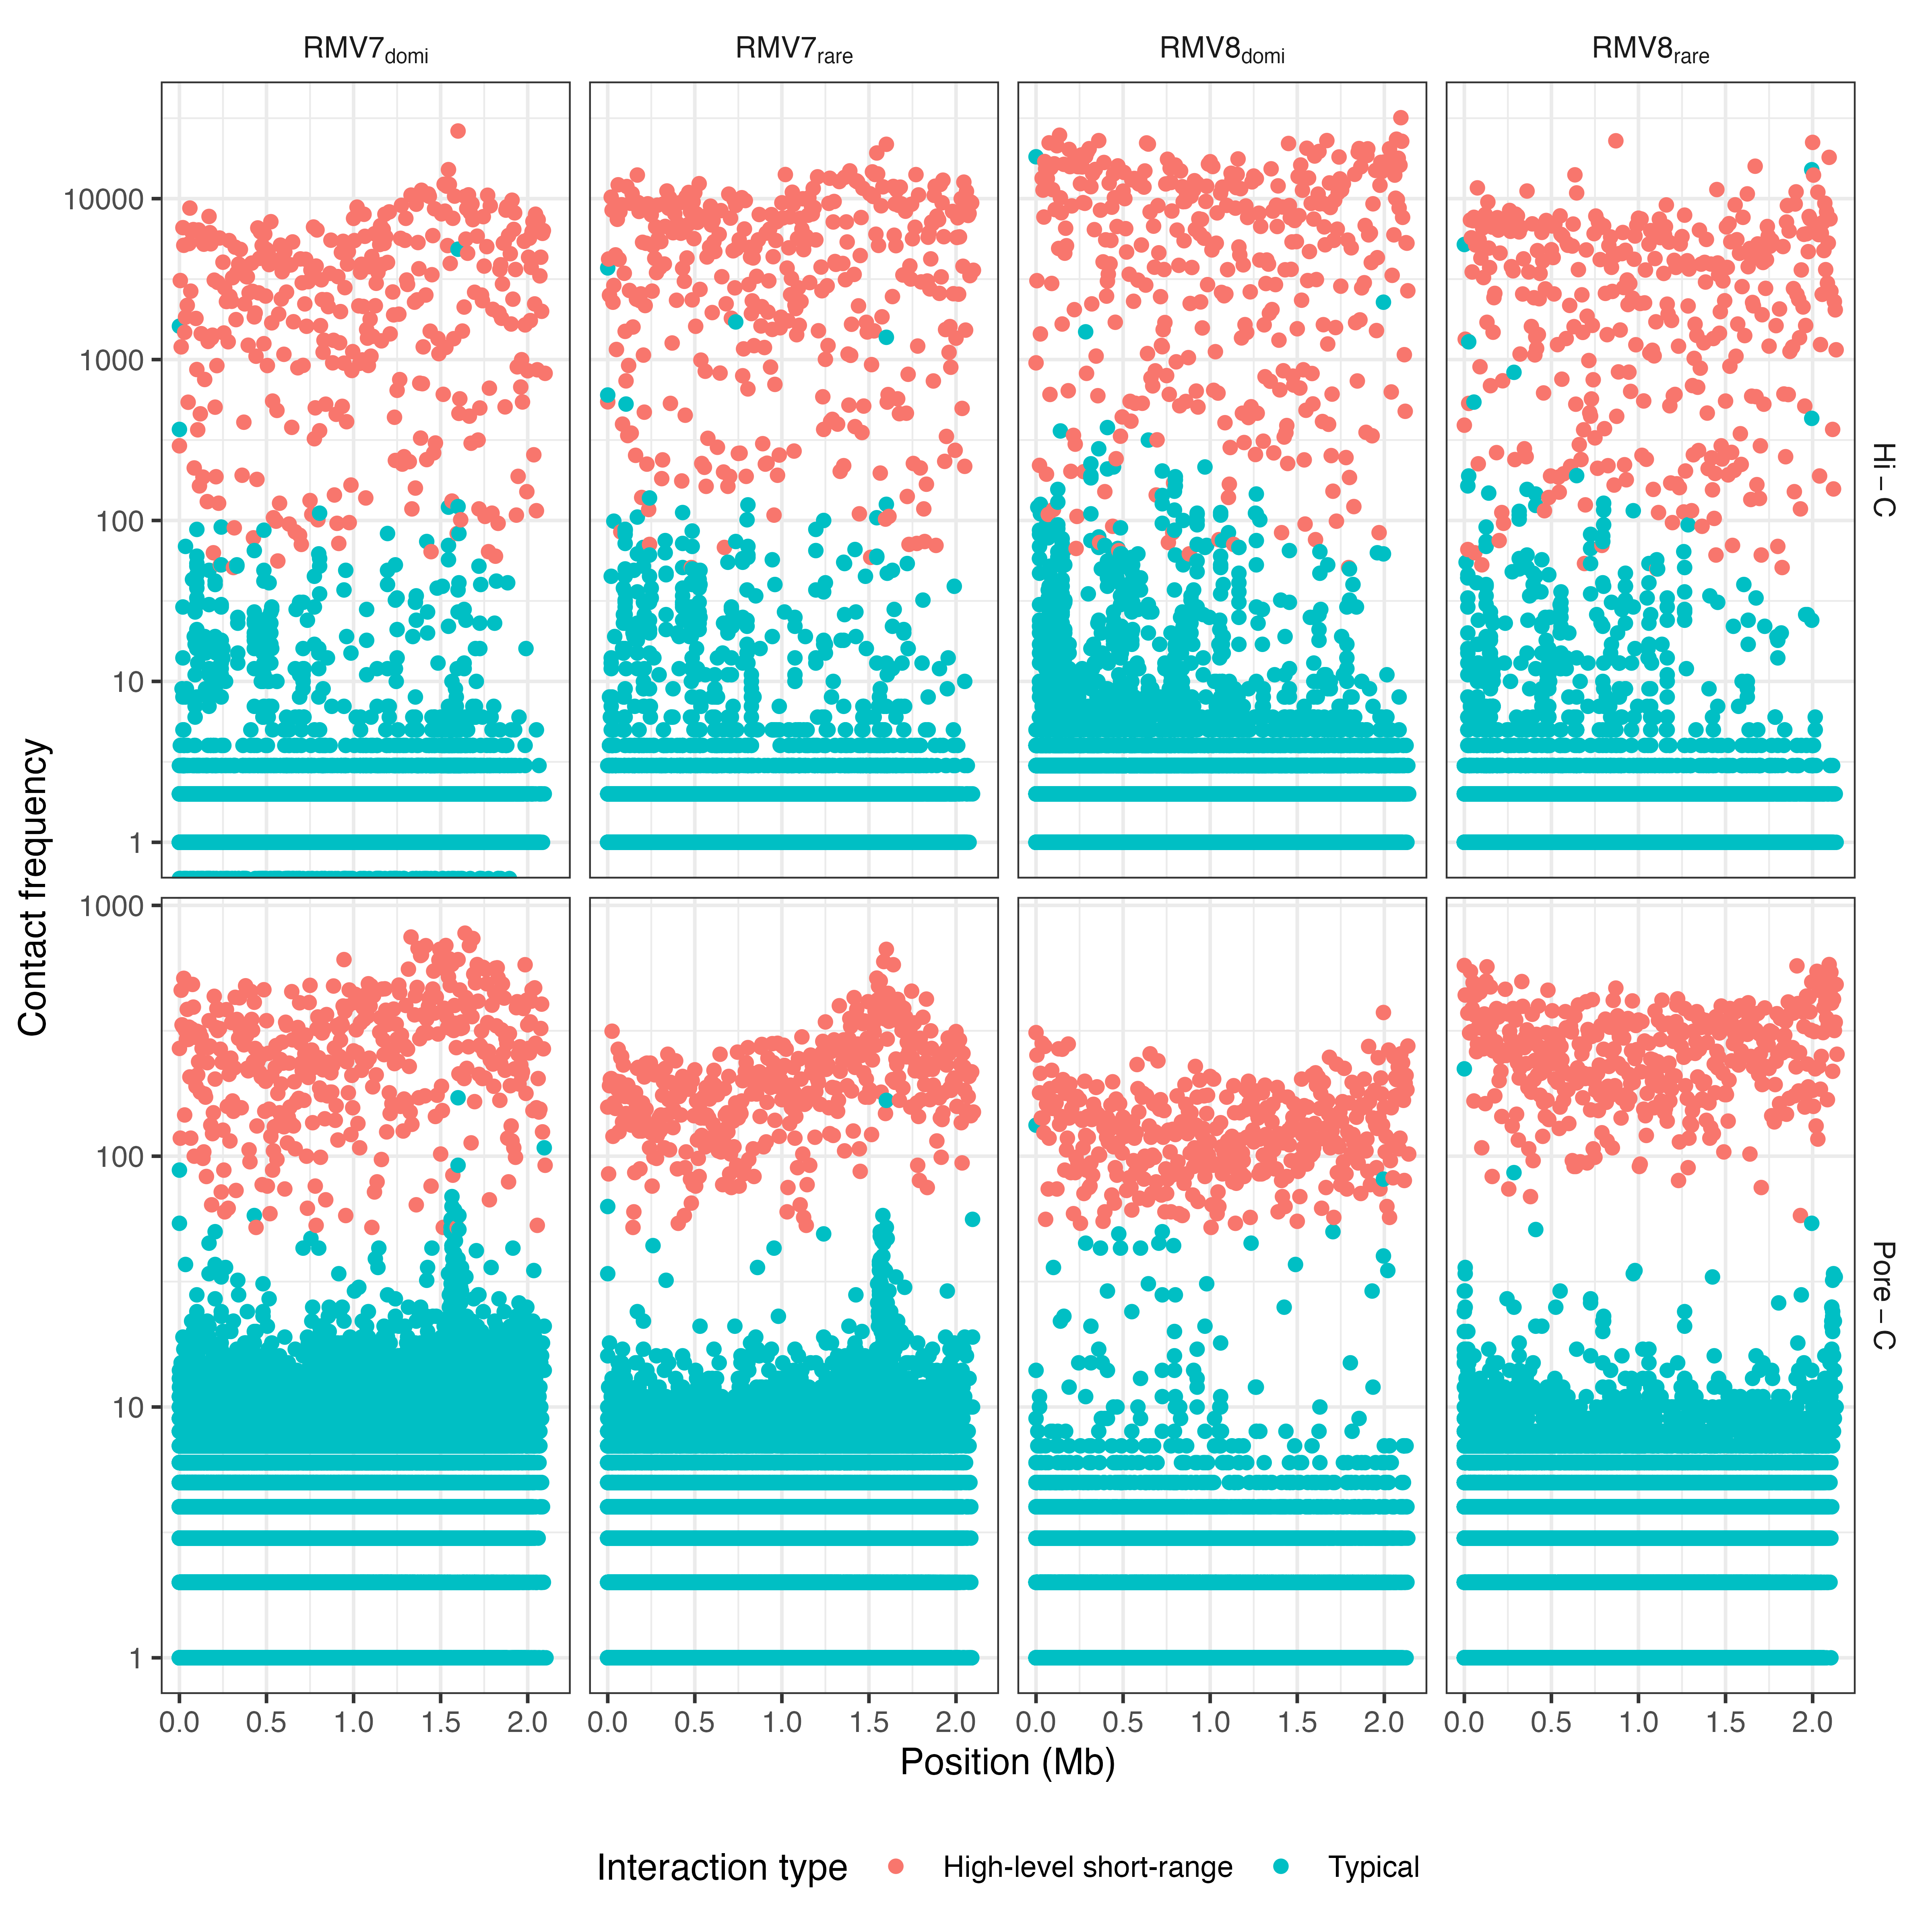 RMV7domi RMV7rare RMV8domi RMV8rare
10000
1000
100
10
1
Hi – C
1000
100
10
1
Pore – C
Contact frequency
0.0 0.5 1.0 1.5 2.0 0.0 0.5 1.0 1.5 2.0 0.0 0.5 1.0 1.5 2.0 0.0 0.5 1.0 1.5 2.0
Position (Mb)
Interaction type High-level short-range Typical